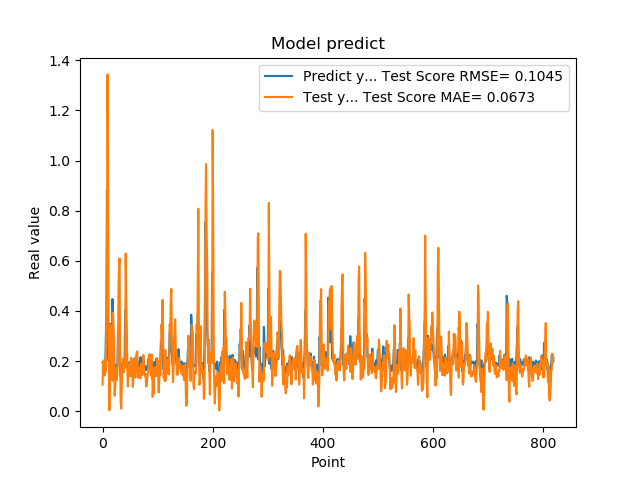 Model predict
Predict y... Test Score RMSE= 0.1045
Test y... Test Score MAE= 0.0673
Real value
1.4
1.2
1.0
0.8
0.6
0.4
0.2
0.0
0
200
400
600
800
Point